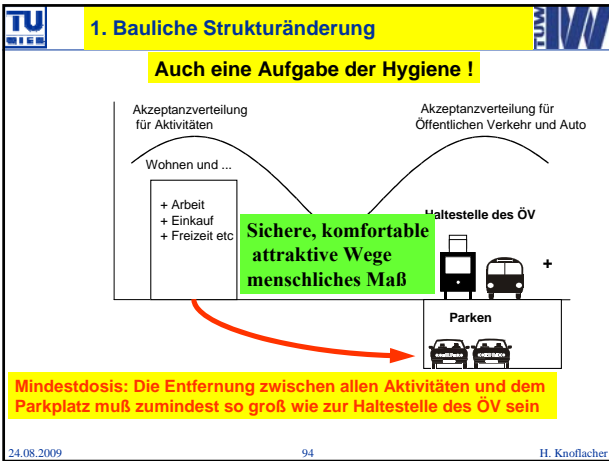 TU
WIEN
1. Bauliche Strukturänderung
TUW
Auch eine Aufgabe der Hygiene !
Akzeptanzverteilung
für Aktivitäten
Akzeptanzverteilung für
Öffentlichen Verkehr und Auto
Wohnen und ...
+ Arbeit
+ Einkauf
+ Freizeit etc
Sichere, komfortable
attraktive Wege
menschliches Maß
Haltestelle des ÖV
+
Parken
Mindestdosis: Die Entfernung zwischen allen Aktivitäten und dem
Parkplatz muß zumindest so groß wie zur Haltestelle des ÖV sein
24.08.2009
94
H. Knoflacher